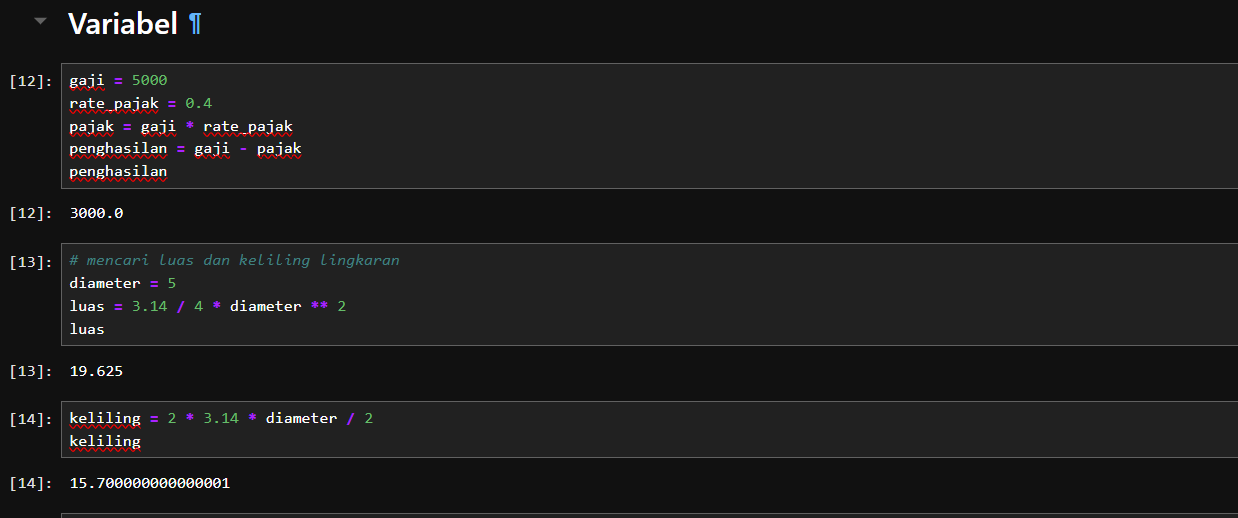 Variabel ¶
[12]: gaji = 5000
rate_pajak = 0.4
pajak = gaji * rate_pajak
penghasilan = gaji - pajak
penghasilan
[12]: 3000.0
[13]: # mencari luas dan keliling lingkaran
diameter = 5
luas = 3.14 / 4 * diameter ** 2
luas
[13]: 19.625
[14]: keliling = 2 * 3.14 * diameter / 2
keliling
[14]: 15.700000000000001